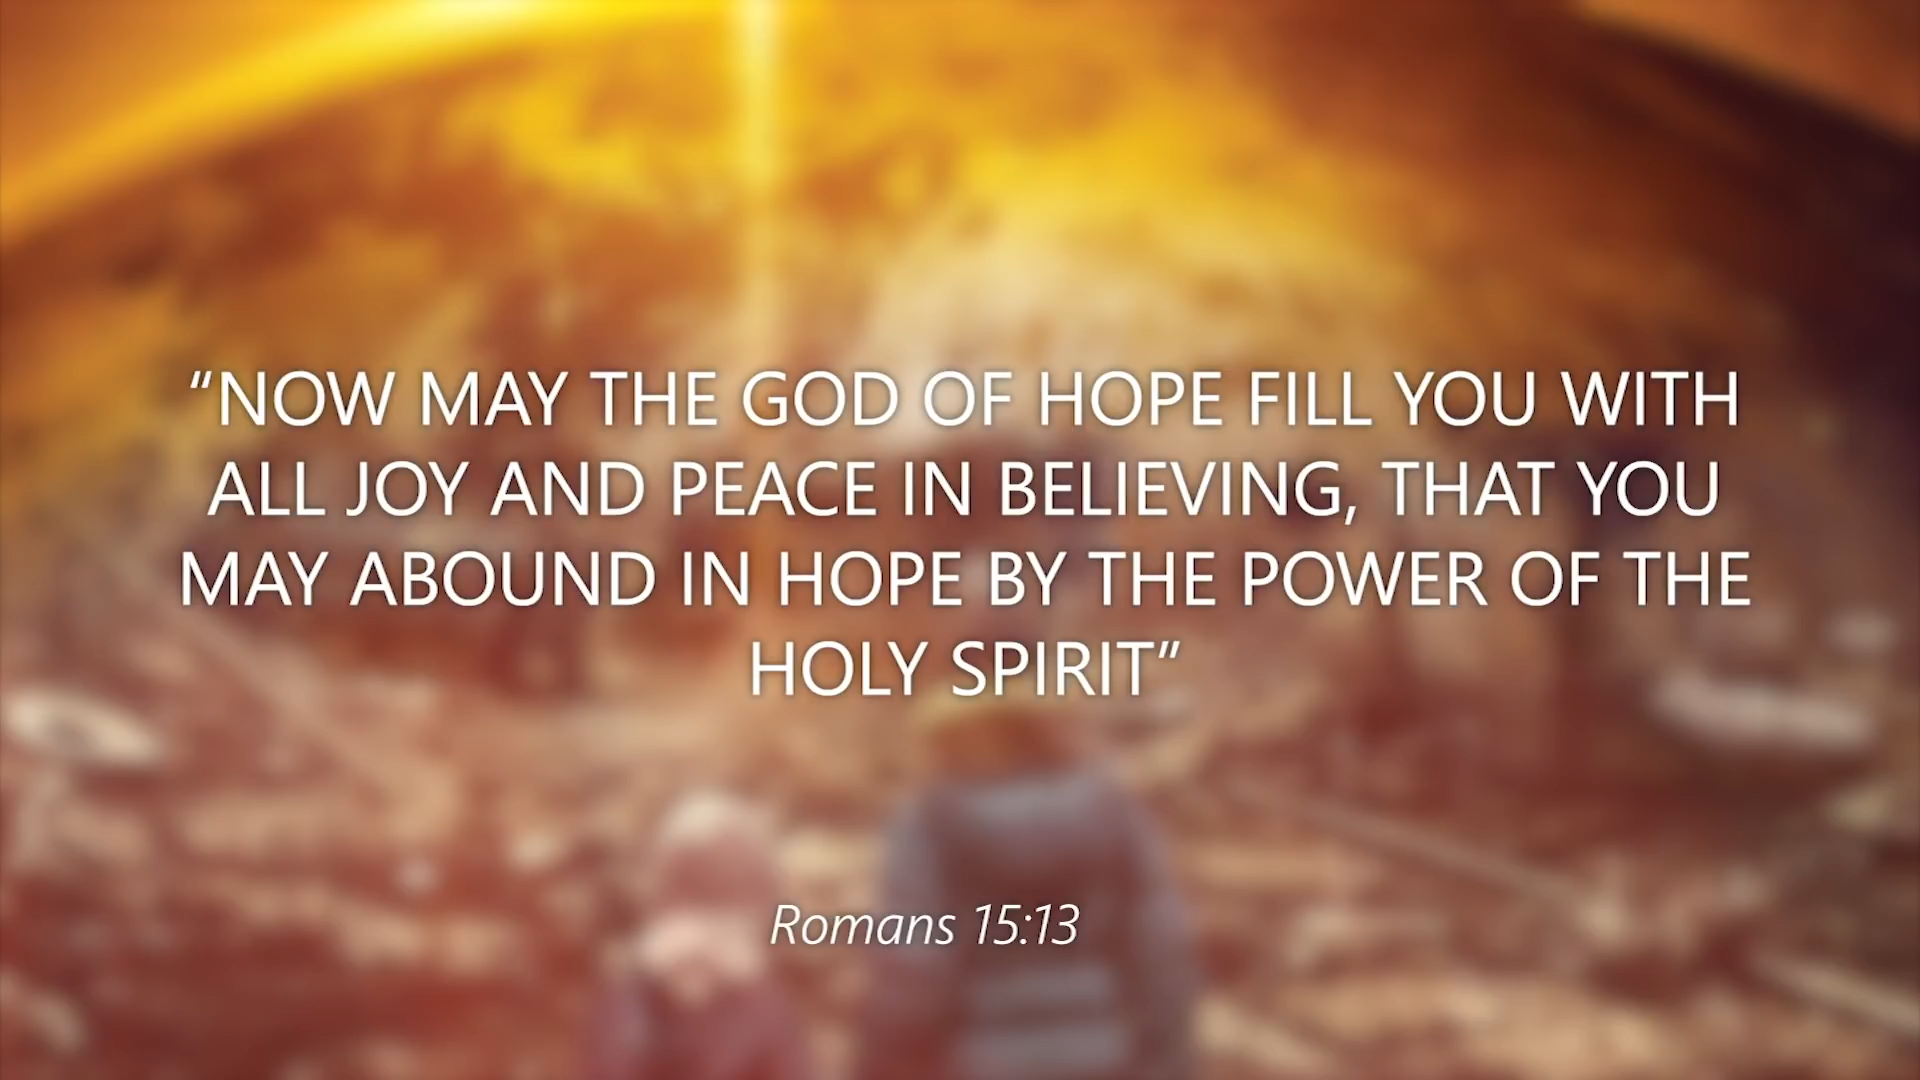 “NOW MAY THE GOD OF HOPE FILL YOU WITH
ALL JOY AND PEACE IN BELIEVING, THAT YOU
MAY ABOUND IN HOPE BY THE POWER OF THE
HOLY SPIRIT”
Romans 15:13